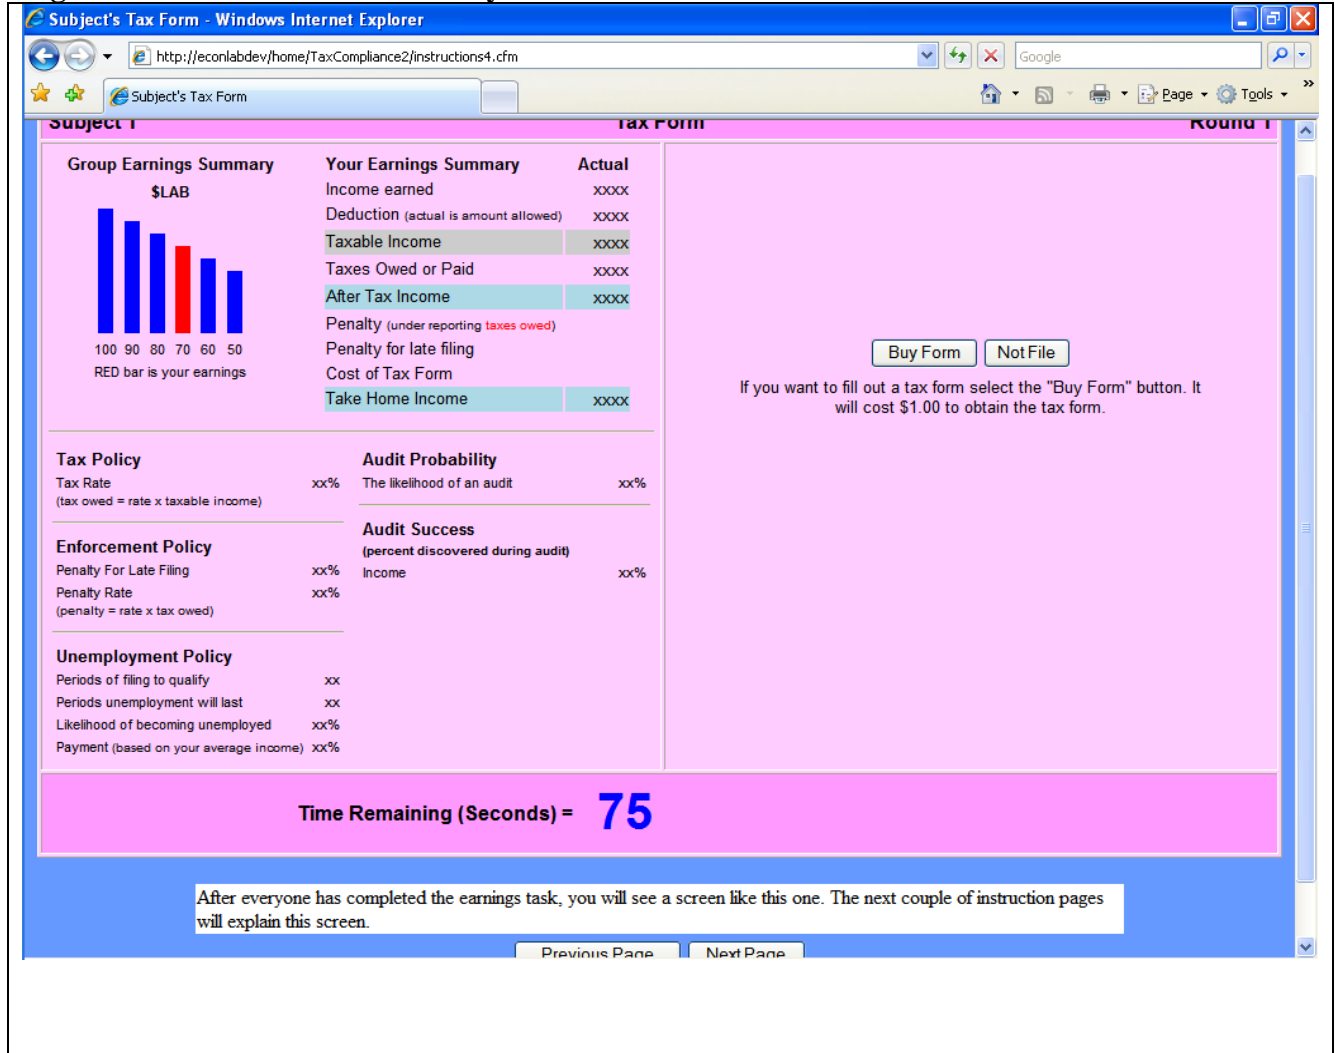 Subject's Tax Form - Windows Internet Explorer
http://econlabdev/home/TaxCompliance2/instructions4.cfm
Google
Subject's Tax Form
Page
Tools
»
Subject 1
Tax Form
Round 1
Group Earnings Summary
$LAB
100 90 80 70 60 50
RED bar is your earnings
Your Earnings Summary Actual
Income earned xxxx
Deduction (actual is amount allowed) xxxx
Taxable Income xxxx
Taxes Owed or Paid xxxx
After Tax Income xxxx
Penalty (under reporting taxes owed)
Penalty for late filing
Cost of Tax Form
Take Home Income xxxx
Buy Form
Not File
If you want to fill out a tax form select the "Buy Form" button. It
will cost $1.00 to obtain the tax form.
Tax Policy
Tax Rate xx%
(tax owed = rate x taxable income)
Enforcement Policy
Penalty For Late Filing xx%
Penalty Rate xx%
(penalty = rate x tax owed)
Unemployment Policy
Periods of filing to qualify xx
Periods unemployment will last xx
Likelihood of becoming unemployed xx%
Payment (based on your average income) xx%
Audit Probability
The likelihood of an audit xx%
Audit Success
(percent discovered during audit)
Income xx%
Time Remaining (Seconds) = 75
After everyone has completed the earnings task, you will see a screen like this one. The next couple of instruction pages
will explain this screen.
Previous Page
Next Page